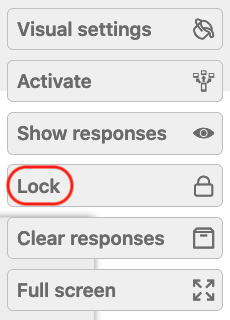 Visual settings
Activate
Show responses
Lock
Clear responses
Full screen